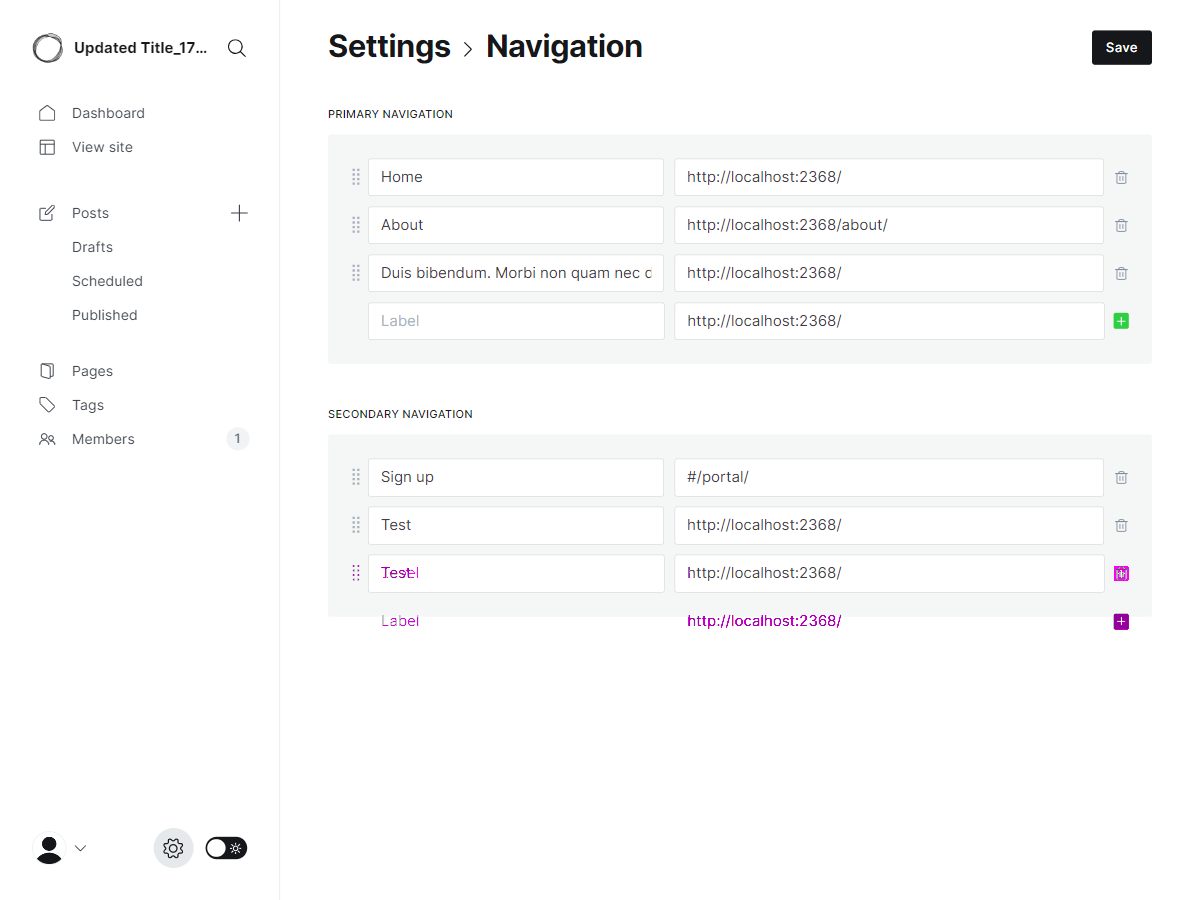 Updated Title_17...
Settings › Navigation
Save
Dashboard
View site
Posts
Drafts
Scheduled
Published
Pages
Tags
Members 1
PRIMARY NAVIGATION
Home http://localhost:2368/
About http://localhost:2368/about/
Duis bibendum. Morbi non quam nec d http://localhost:2368/
Label http://localhost:2368/
SECONDARY NAVIGATION
Sign up #/portal/
Test http://localhost:2368/
Test http://localhost:2368/
Label http://localhost:2368/